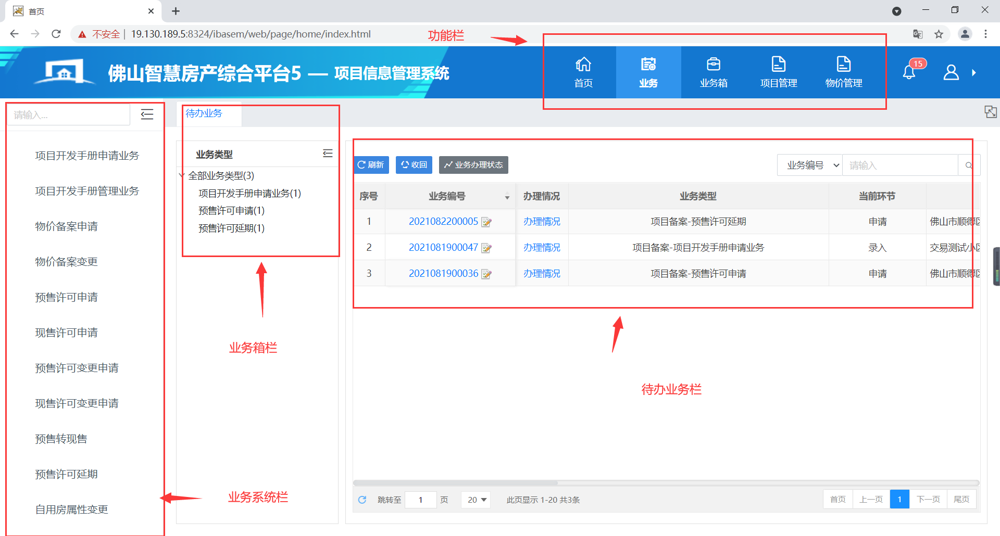 首页
不安全 | 19.130.189.5:8324/ibasem/web/page/home/index.html
功能栏
佛山智慧房产综合平台5 — 项目信息管理系统
首页
业务
业务箱
项目管理
物价管理
15
请输入...
待办业务
项目开发手册申请业务
项目开发手册管理业务
物价备案申请
物价备案变更
预售许可申请
现售许可申请
预售许可变更申请
现售许可变更申请
预售转现售
预售许可延期
自用房属性变更
业务类型
全部业务类型(3)
项目开发手册申请业务(1)
预售许可申请(1)
预售许可延期(1)
业务箱栏
业务系统栏
刷新 收回 业务办理状态 业务编号 请输入
序号 业务编号 办理情况 业务类型 当前环节
1 2021082200005 办理情况 项目备案-预售许可延期 申请 佛山市顺德区
2 2021081900047 办理情况 项目备案-项目开发手册申请业务 录入 交易测试小区
3 2021081900036 办理情况 项目备案-预售许可申请 申请 佛山市顺德区
待办业务栏
跳转至 1 页 20 此页显示 1-20 共3条 首页 上一页 1 下一页 尾页